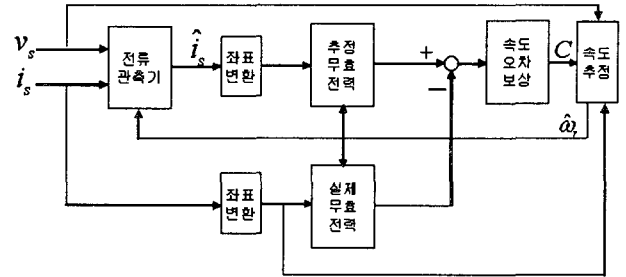 v_s
i_s
전류
관측기
î_s
좌표
변환
추정
무효
전력
+
−
속도
오차
보상
C
속도
추정
ω̂_r
좌표
변환
실제
무효
전력